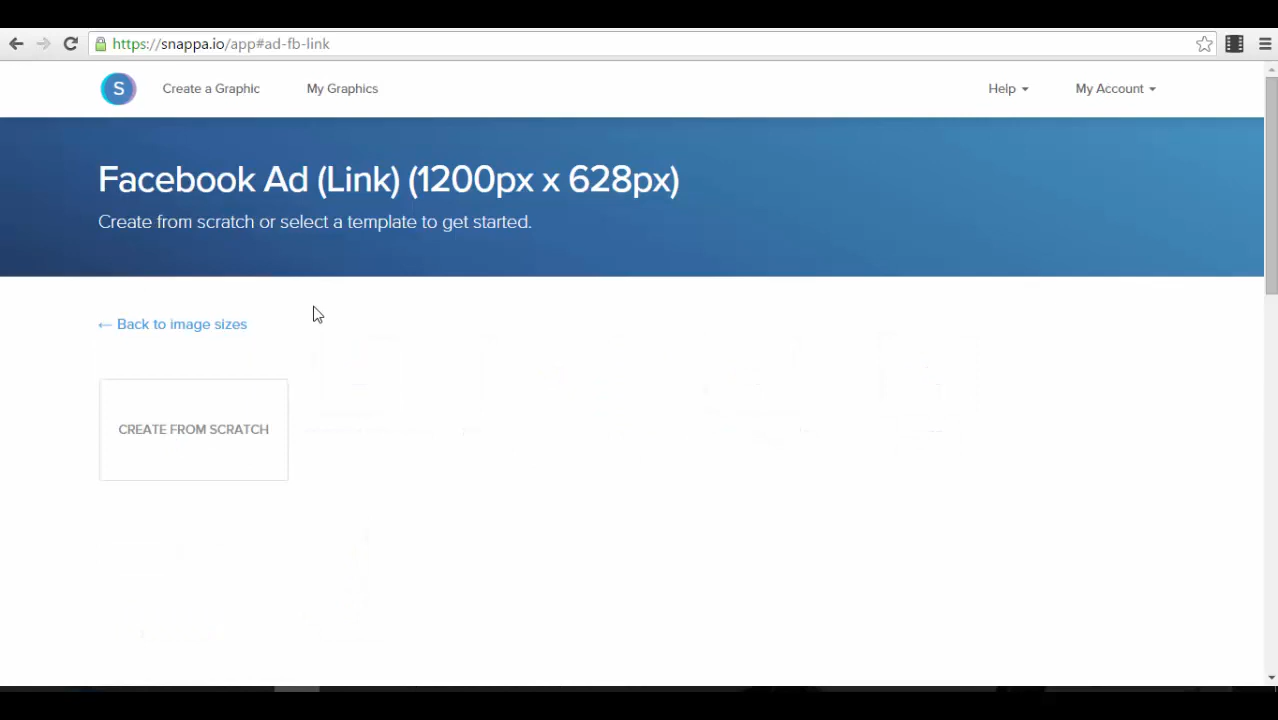 https://snappa.io/app#ad-fb-link
S Create a Graphic My Graphics Help My Account
Facebook Ad (Link) (1200px x 628px)
Create from scratch or select a template to get started.
← Back to image sizes
CREATE FROM SCRATCH